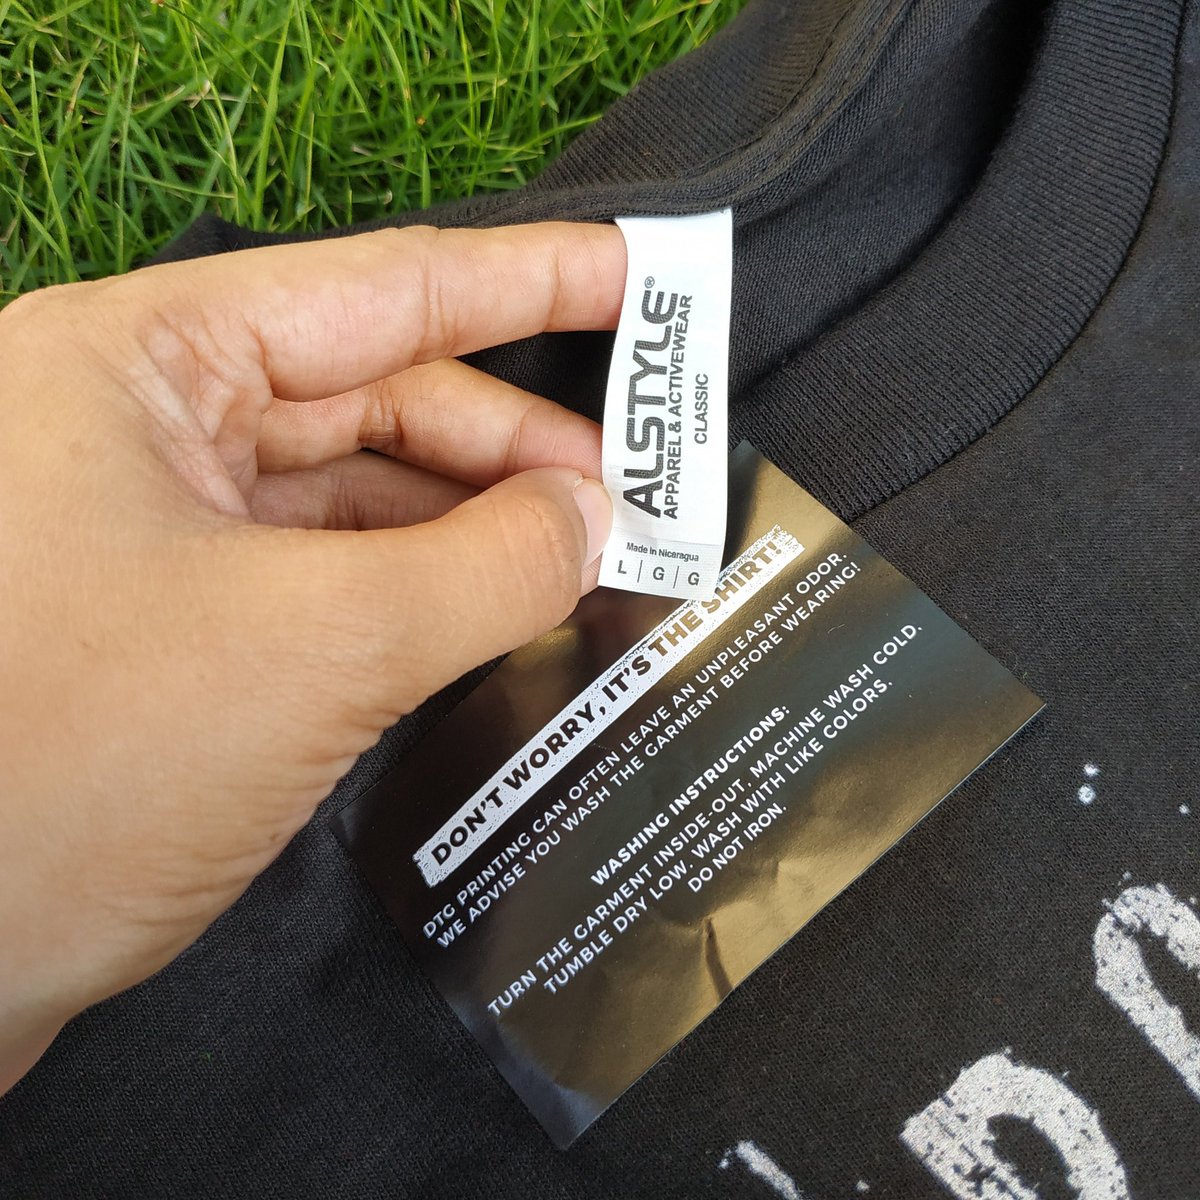 ALSTYLE®
APPAREL & ACTIVEWEAR
CLASSIC
Made In Nicaragua
L | G | G
DON'T WORRY, IT'S THE SHIRT!
DTG PRINTING CAN OFTEN LEAVE AN UNPLEASANT ODOR.
WE ADVISE YOU WASH THE GARMENT BEFORE WEARING!
WASHING INSTRUCTIONS:
TURN THE GARMENT INSIDE-OUT, MACHINE WASH COLD.
TUMBLE DRY LOW, WASH WITH LIKE COLORS.
DO NOT IRON.